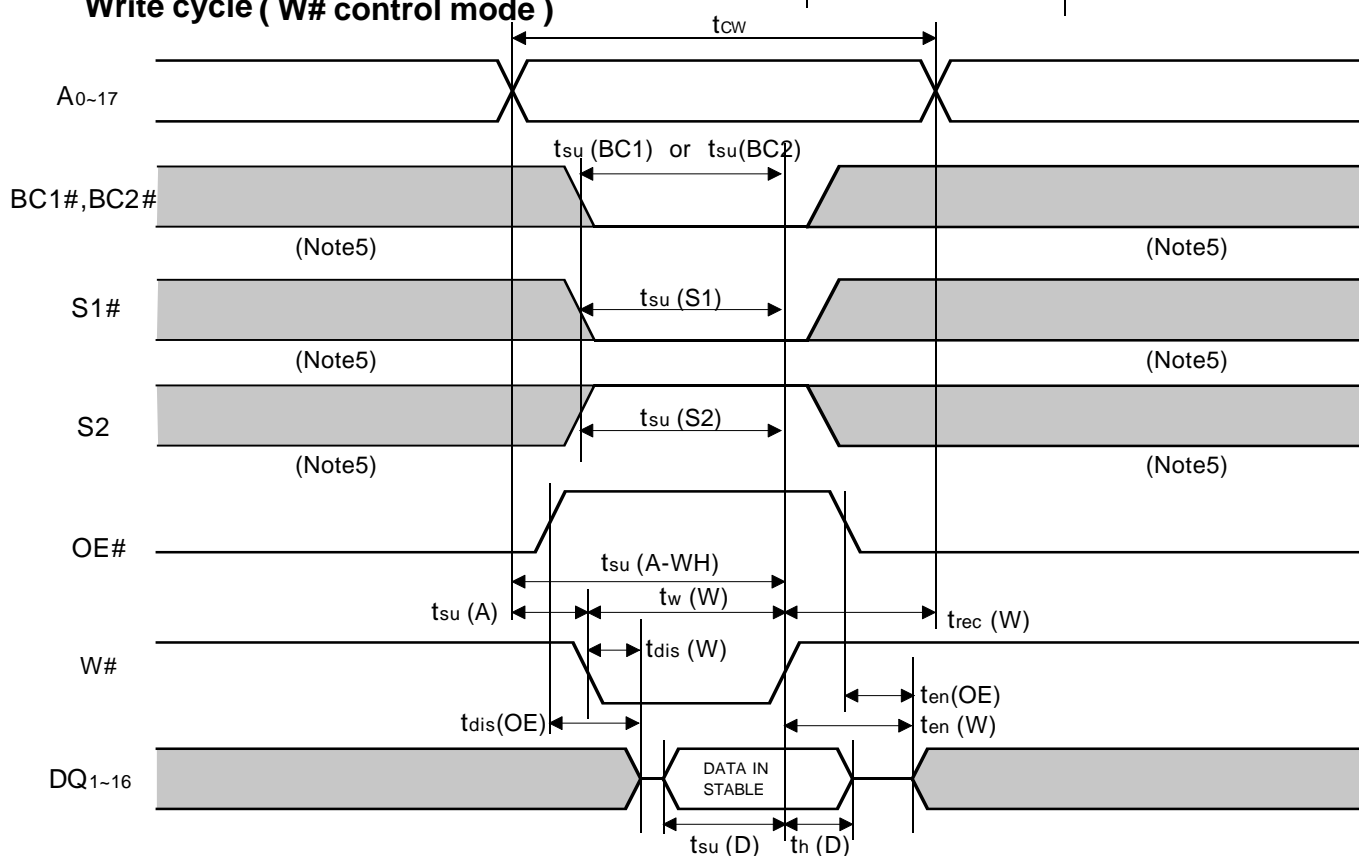 Write cycle ( W# control mode )
tCW
A0~17
tsu (BC1) or tsu(BC2)
BC1#,BC2#
(Note5) (Note5)
S1#
tsu (S1)
(Note5) (Note5)
S2
tsu (S2)
(Note5) (Note5)
OE#
tsu (A-WH)
tsu (A) tw (W) trec (W)
W#
tdis (W)
ten(OE)
tdis(OE) ten (W)
DQ1~16
DATA IN
STABLE
tsu (D) th (D)